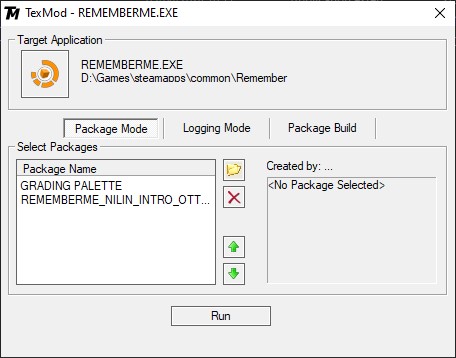 TexMod - REMEMBERME.EXE
Target Application
REMEMBERME.EXE
D:\Games\steamapps\common\Remember
Package Mode
Logging Mode
Package Build
Select Packages
Package Name
GRADING PALETTE
REMEMBERME_NILIN_INTRO_OTT...
Created by: ...
<No Package Selected>
Run